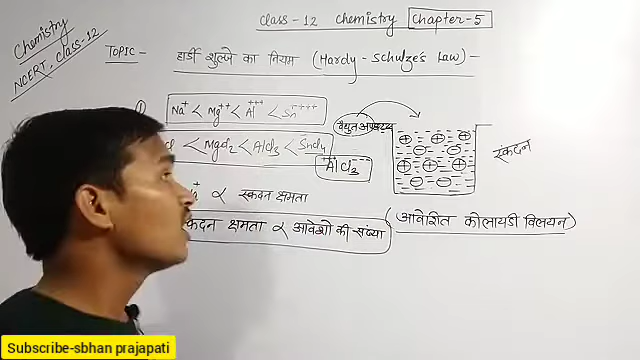 Class-12 Chemistry Chapter-5
Chemistry
NCERT, Class-12
TOPIC - हार्डी शुल्जे का नियम (Hardy-Schulze's Law) -
① Na⁺ < Mg⁺⁺ < Al⁺⁺⁺ < Sn⁺⁺⁺⁺
विद्युत अपघट्य
< MgCl₂ < AlCl₃ < SnCl₄
AlCl₃
स्कंदन
∝ स्कंदन क्षमता
स्कंदन क्षमता ∝ आवेशो की संख्या
(आवेशित कोलायडी विलयन)
Subscribe-sbhan prajapati